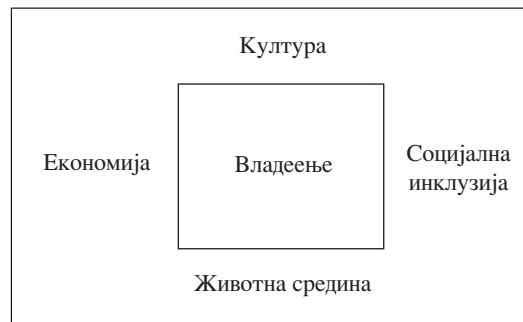 Култура
Економија
Владеење
Социјална
инклузија
Животна средина